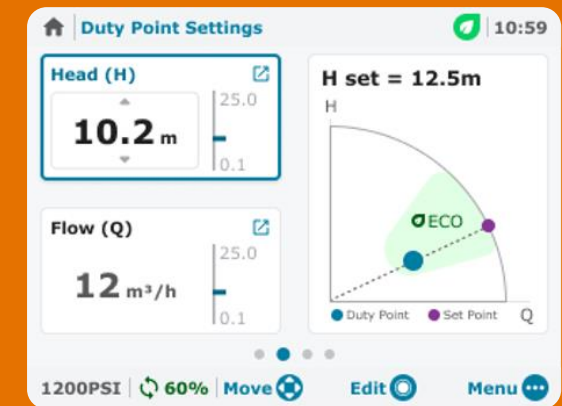 Duty Point Settings
10:59
Head (H)
25.0
10.2 m
0.1
Flow (Q)
25.0
12 m³/h
0.1
H set = 12.5m
H
ECO
Duty Point
Set Point
Q
1200PSI
60%
Move
Edit
Menu